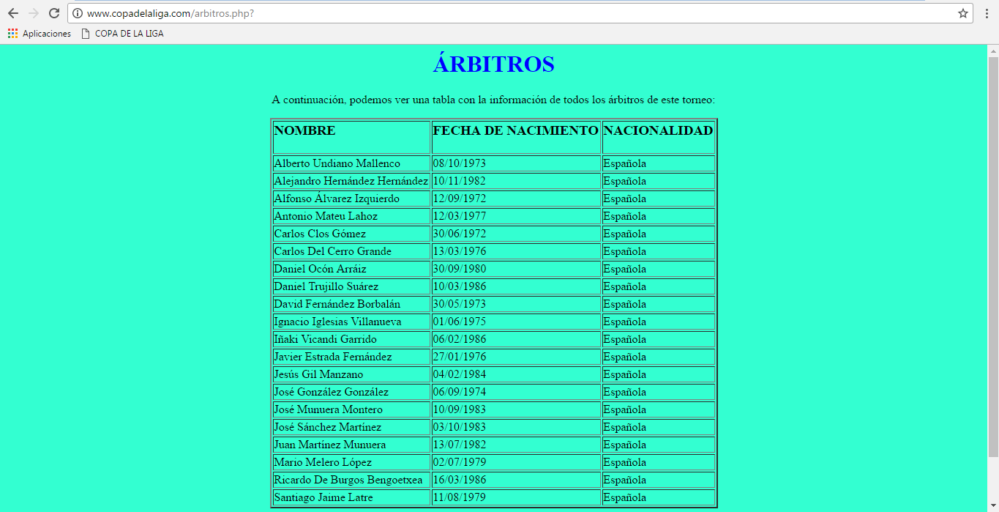 www.copadelaliga.com/arbitros.php?
Aplicaciones COPA DE LA LIGA
ÁRBITROS
A continuación, podemos ver una tabla con la información de todos los árbitros de este torneo:
NOMBRE FECHA DE NACIMIENTO NACIONALIDAD
Alberto Undiano Mallenco 08/10/1973 Española
Alejandro Hernández Hernández 10/11/1982 Española
Alfonso Álvarez Izquierdo 12/09/1972 Española
Antonio Mateu Lahoz 12/03/1977 Española
Carlos Clos Gómez 30/06/1972 Española
Carlos Del Cerro Grande 13/03/1976 Española
Daniel Ocón Arráiz 30/09/1980 Española
Daniel Trujillo Suárez 10/03/1986 Española
David Fernández Borbalán 30/05/1973 Española
Ignacio Iglesias Villanueva 01/06/1975 Española
Iñaki Vicandi Garrido 06/02/1986 Española
Javier Estrada Fernández 27/01/1976 Española
Jesús Gil Manzano 04/02/1984 Española
José González González 06/09/1974 Española
José Munuera Montero 10/09/1983 Española
José Sánchez Martínez 03/10/1983 Española
Juan Martínez Munuera 13/07/1982 Española
Mario Melero López 02/07/1979 Española
Ricardo De Burgos Bengoetxea 16/03/1986 Española
Santiago Jaime Latre 11/08/1979 Española